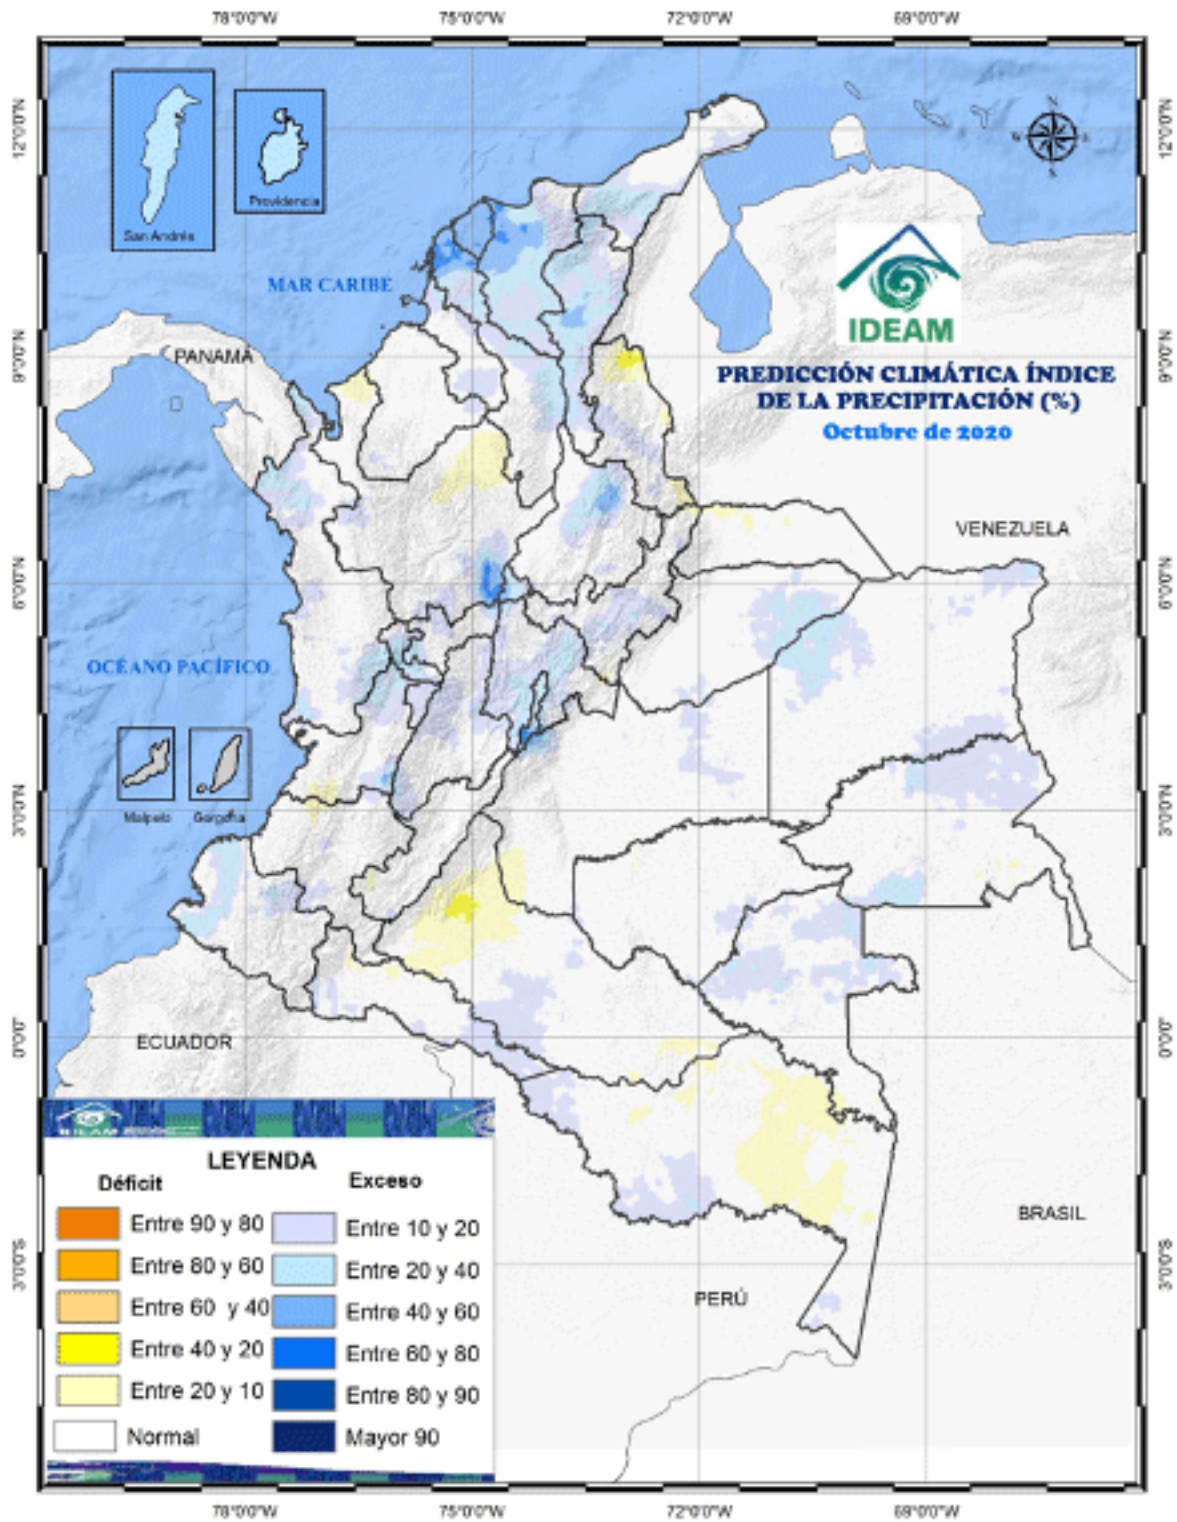 78°0'0"W 75°0'0"W 72°0'0"W 69°0'0"W
12°0'0"N
12°0'0"N
N
W
E
S
San Andrés
Providencia
MAR CARIBE
IDEAM
9°0'0"N
PANAMÁ
9°0'0"N
PREDICCIÓN CLIMÁTICA ÍNDICE
DE LA PRECIPITACIÓN (%)
Octubre de 2020
VENEZUELA
6°0'0"N
6°0'0"N
OCÉANO PACÍFICO
Malpelo
Gorgona
3°0'0"N
3°0'0"N
ECUADOR
0°0'0"
0°0'0"
IDEAM
LEYENDA
Déficit
Exceso
Entre 90 y 80
Entre 10 y 20
Entre 80 y 60
Entre 20 y 40
Entre 60 y 40
Entre 40 y 60
Entre 40 y 20
Entre 60 y 80
Entre 20 y 10
Entre 80 y 90
Normal
Mayor 90
BRASIL
3°0'0"S
3°0'0"S
PERÚ
78°0'0"W 75°0'0"W 72°0'0"W 69°0'0"W